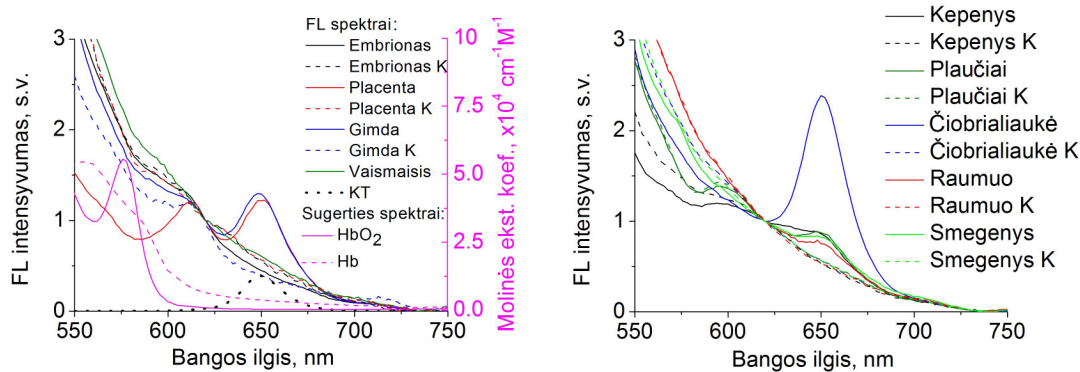 FL intensyvumas, s.v.
3
2
1
0
550
600
650
700
750
Bangos ilgis, nm
FL spektrai:
Embrionas
Embrionas K
Placenta
Placenta K
Gimda
Gimda K
Vaismaisis
KT
Sugerties spektrai:
HbO₂
Hb
10
7.5
5.0
2.5
0.0
Molinės ekst. koef., x10⁴ cm⁻¹M⁻¹
FL intensyvumas, s.v.
3
2
1
0
550
600
650
700
750
Bangos ilgis, nm
Kepenys
Kepenys K
Plaučiai
Plaučiai K
Čiobrialiaukė
Čiobrialiaukė K
Raumuo
Raumuo K
Smegenys
Smegenys K